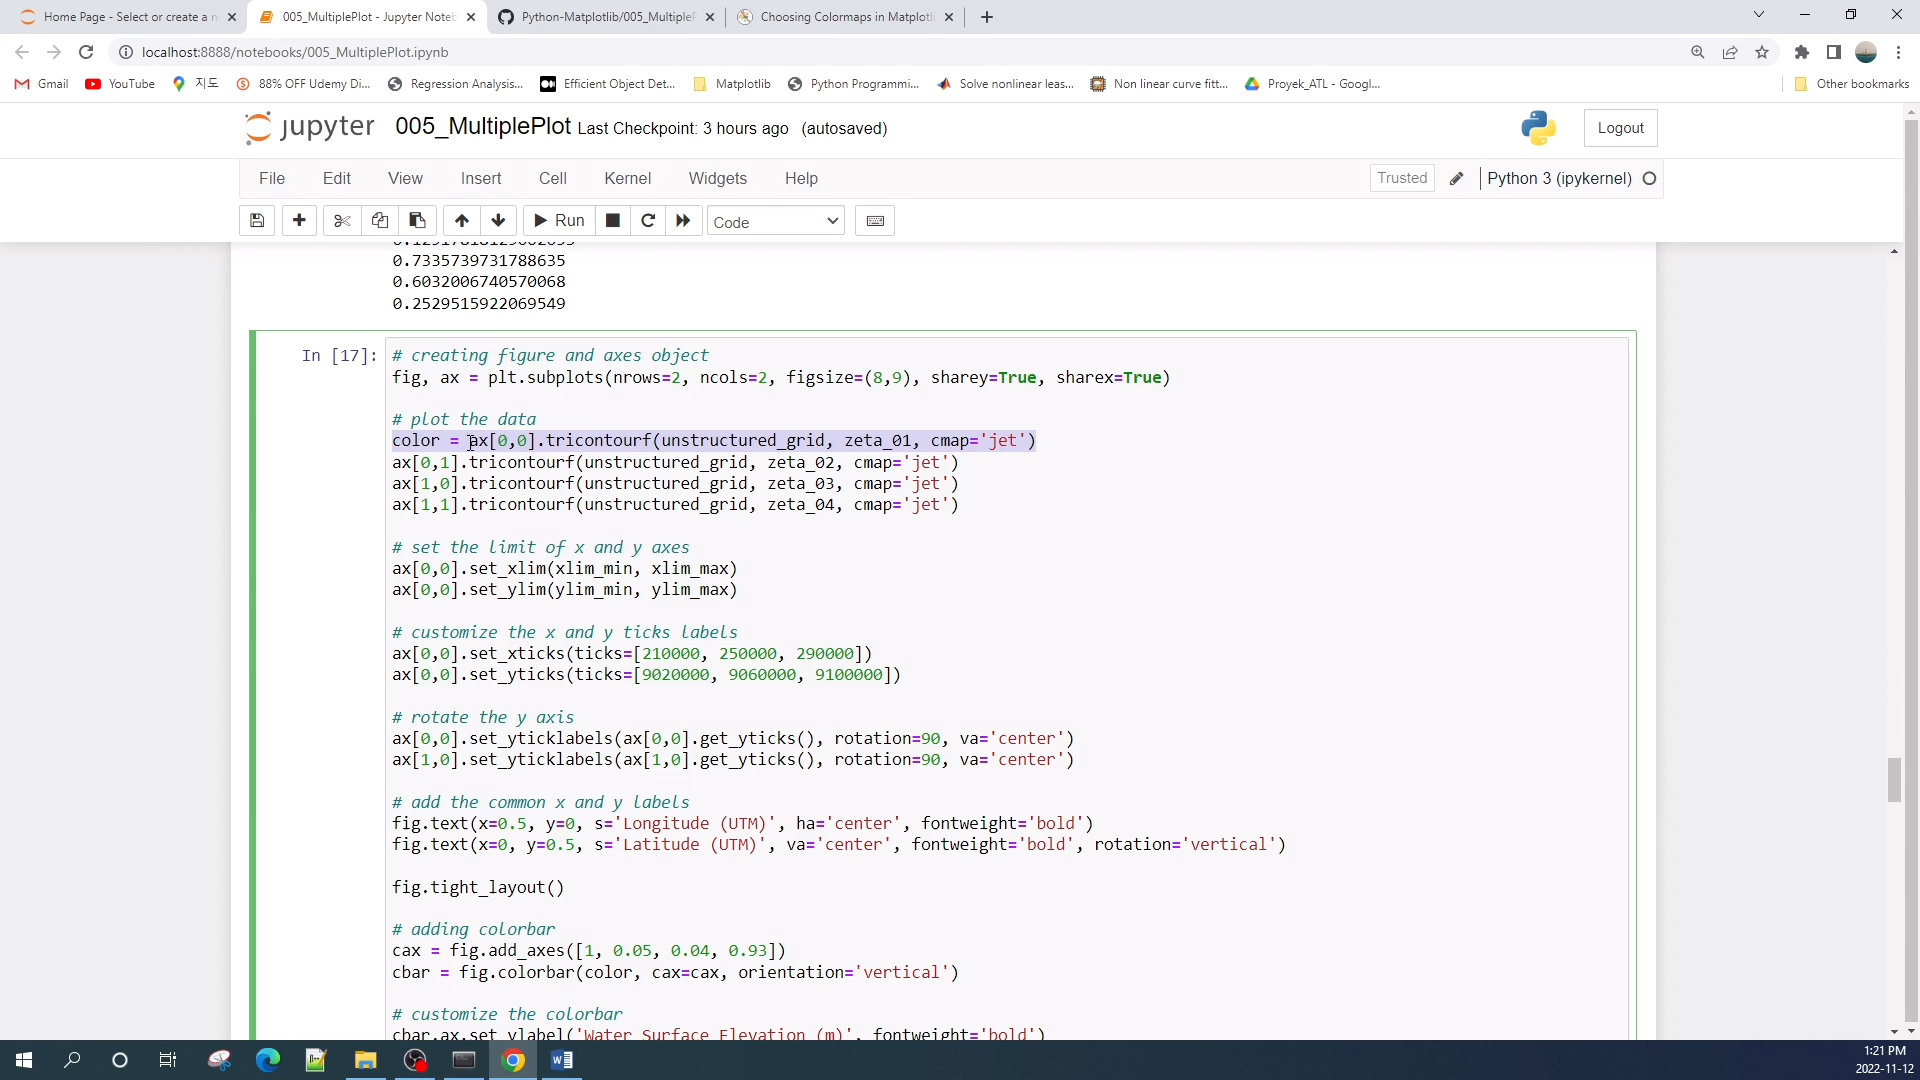 Home Page - Select or create a n
005_MultiplePlot - Jupyter Noteb
Python-Matplotlib/005_MultipleP
Choosing Colormaps in Matplotli
localhost:8888/notebooks/005_MultiplePlot.ipynb
Gmail YouTube 지도 88% OFF Udemy Di... Regression Analysis... Efficient Object Det... Matplotlib Python Programmi... Solve nonlinear leas... Non linear curve fitt... Proyek_ATL - Googl... Other bookmarks
jupyter 005_MultiplePlot Last Checkpoint: 3 hours ago (autosaved) Logout
File Edit View Insert Cell Kernel Widgets Help Trusted Python 3 (ipykernel)
Run Code
0.7335739731788635
0.6032006740570068
0.2529515922069549
In [17]: # creating figure and axes object
fig, ax = plt.subplots(nrows=2, ncols=2, figsize=(8,9), sharey=True, sharex=True)
# plot the data
color = ax[0,0].tricontourf(unstructured_grid, zeta_01, cmap='jet')
ax[0,1].tricontourf(unstructured_grid, zeta_02, cmap='jet')
ax[1,0].tricontourf(unstructured_grid, zeta_03, cmap='jet')
ax[1,1].tricontourf(unstructured_grid, zeta_04, cmap='jet')
# set the limit of x and y axes
ax[0,0].set_xlim(xlim_min, xlim_max)
ax[0,0].set_ylim(ylim_min, ylim_max)
# customize the x and y ticks labels
ax[0,0].set_xticks(ticks=[210000, 250000, 290000])
ax[0,0].set_yticks(ticks=[9020000, 9060000, 9100000])
# rotate the y axis
ax[0,0].set_yticklabels(ax[0,0].get_yticks(), rotation=90, va='center')
ax[1,0].set_yticklabels(ax[1,0].get_yticks(), rotation=90, va='center')
# add the common x and y labels
fig.text(x=0.5, y=0, s='Longitude (UTM)', ha='center', fontweight='bold')
fig.text(x=0, y=0.5, s='Latitude (UTM)', va='center', fontweight='bold', rotation='vertical')
fig.tight_layout()
# adding colorbar
cax = fig.add_axes([1, 0.05, 0.04, 0.93])
cbar = fig.colorbar(color, cax=cax, orientation='vertical')
# customize the colorbar
cbar.ax.set_ylabel('Water Surface Elevation (m)', fontweight='bold')
1:21 PM
2022-11-12